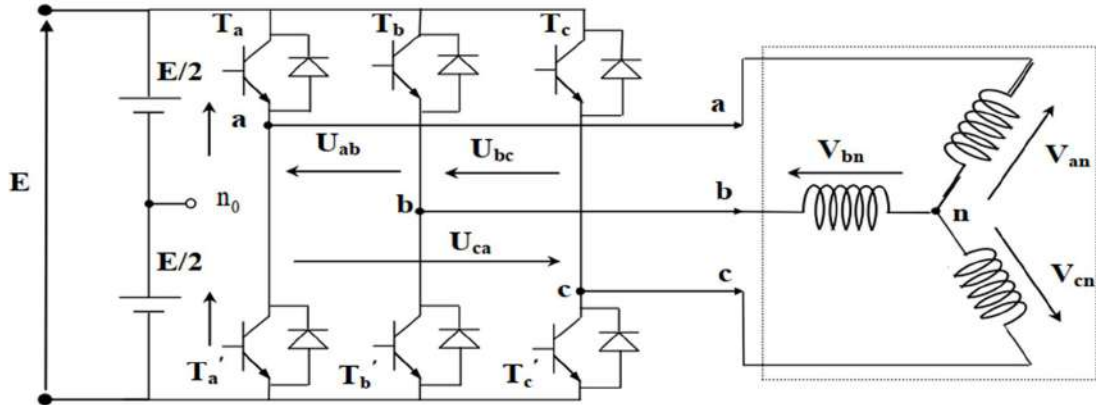 Ta
Tb
Tc
E/2
a
a
Uab
Ubc
Vbn
Van
E
n0
b
b
n
Uca
E/2
c
c
Vcn
Ta′
Tb′
Tc′